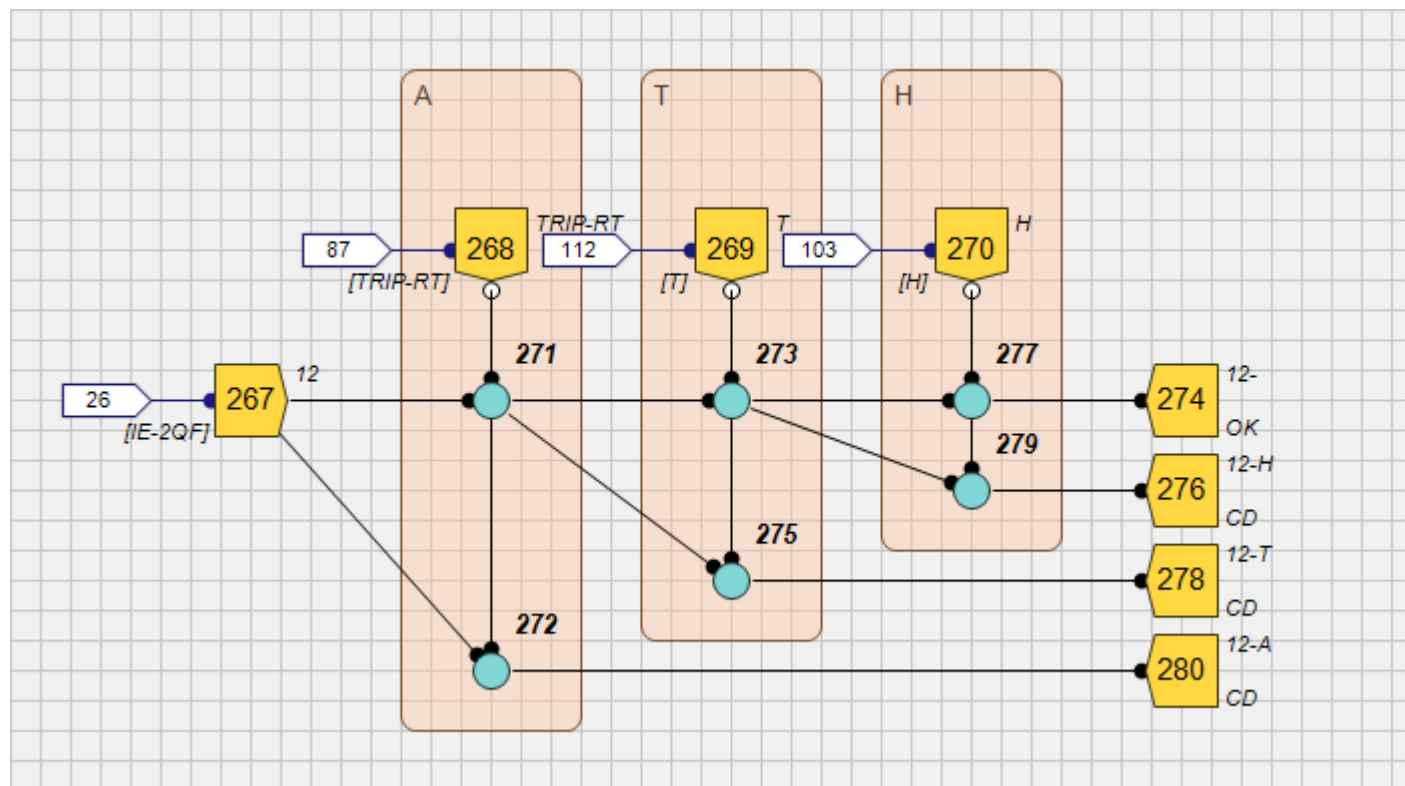 A
T
H
TRIP-RT
T
H
87
268
112
269
103
270
[TRIP-RT]
[T]
[H]
271
273
277
12
12-
26
267
274
[IE-2QF]
OK
279
12-H
276
CD
275
12-T
278
CD
272
12-A
280
CD